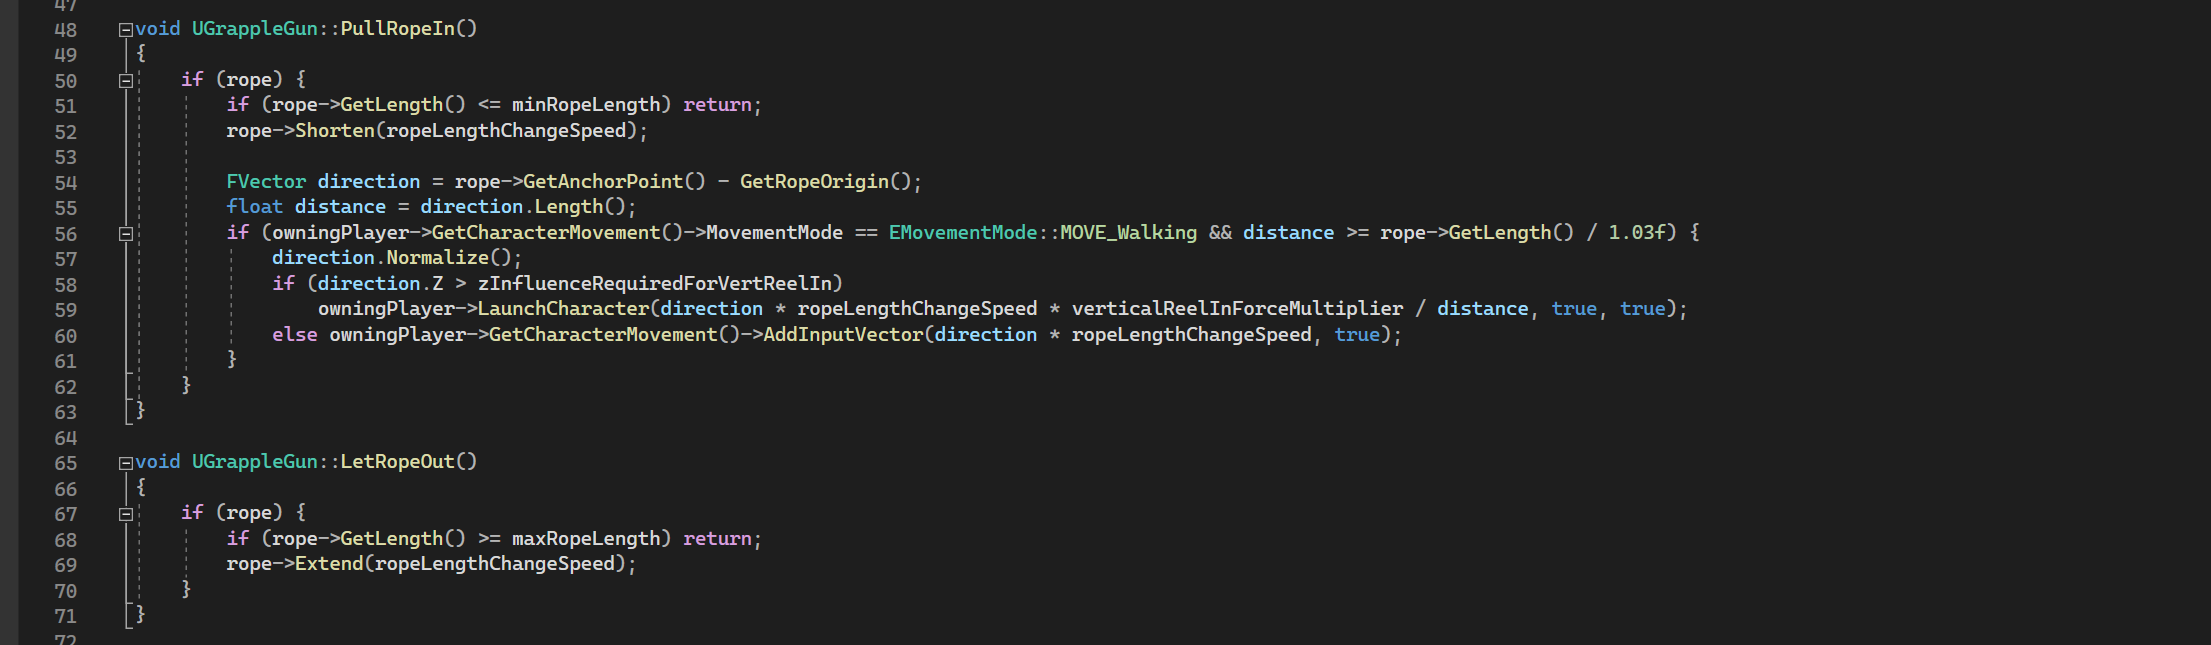 47
48 void UGrappleGun::PullRopeIn()
49 {
50     if (rope) {
51         if (rope->GetLength() <= minRopeLength) return;
52         rope->Shorten(ropeLengthChangeSpeed);
53
54         FVector direction = rope->GetAnchorPoint() - GetRopeOrigin();
55         float distance = direction.Length();
56         if (owningPlayer->GetCharacterMovement()->MovementMode == EMovementMode::MOVE_Walking && distance >= rope->GetLength() / 1.03f) {
57             direction.Normalize();
58             if (direction.Z > zInfluenceRequiredForVertReelIn)
59                 owningPlayer->LaunchCharacter(direction * ropeLengthChangeSpeed * verticalReelInForceMultiplier / distance, true, true);
60             else owningPlayer->GetCharacterMovement()->AddInputVector(direction * ropeLengthChangeSpeed, true);
61         }
62     }
63 }
64
65 void UGrappleGun::LetRopeOut()
66 {
67     if (rope) {
68         if (rope->GetLength() >= maxRopeLength) return;
69         rope->Extend(ropeLengthChangeSpeed);
70     }
71 }
72